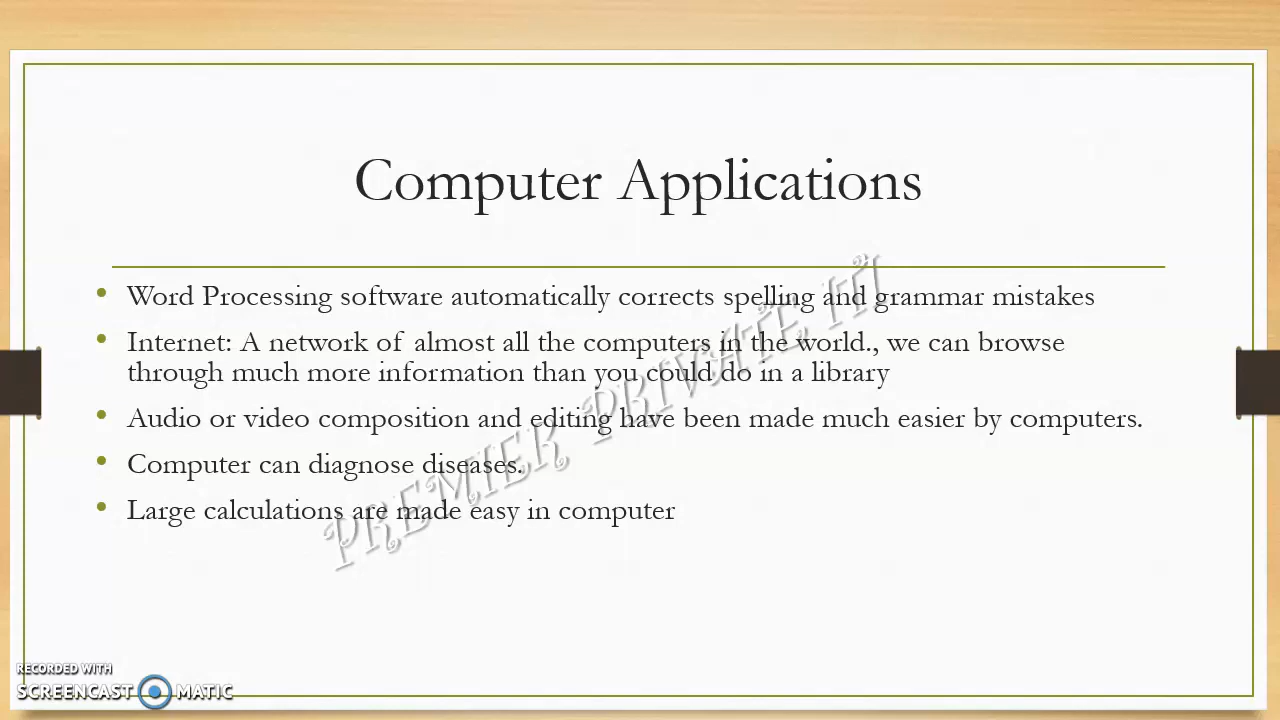 Computer Applications
• Word Processing software automatically corrects spelling and grammar mistakes
• Internet: A network of almost all the computers in the world., we can browse
through much more information than you could do in a library
• Audio or video composition and editing have been made much easier by computers.
• Computer can diagnose diseases.
• Large calculations are made easy in computer
PREMIER PRIVATE ITI
RECORDED WITH
SCREENCAST MATIC